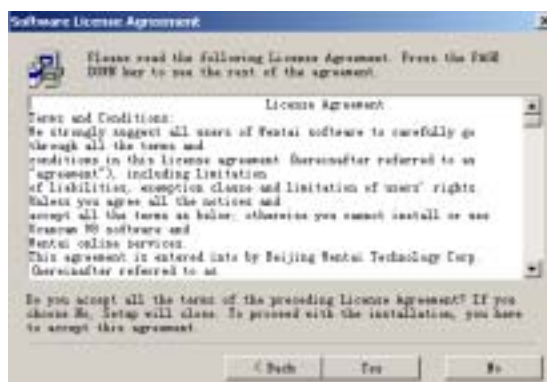 Software License Agreement
Please read the following License Agreement. Press the PAGE
DOWN key to see the rest of the agreement.
License Agreement
Terms and Conditions:
We strongly suggest all users of software to carefully go
through all the terms and
conditions in this License agreement (hereinafter referred to as
"agreement"), including limitation
of liabilities, exemption clause and limitation of users' rights.
Unless you agree all the notices and
accept all the terms as below, otherwise you cannot install or use
software and
online services.
This agreement is entered into by Beijing Technology Corp.
(hereinafter referred to as
Do you accept all the terms of the preceding License Agreement? If you
choose No, Setup will close. To proceed with the installation, you have
to accept this agreement.
< Back
Yes
No